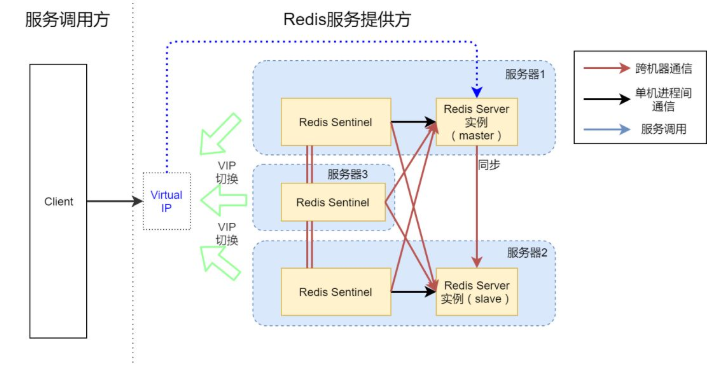 服务调用方
Redis服务提供方
服务器1
Redis Sentinel
Redis Server
实例
（master）
同步
VIP
切换
服务器3
Redis Sentinel
Client
Virtual
IP
VIP
切换
服务器2
Redis Sentinel
Redis Server
实例（slave）
跨机器通信
单机进程间
通信
服务调用